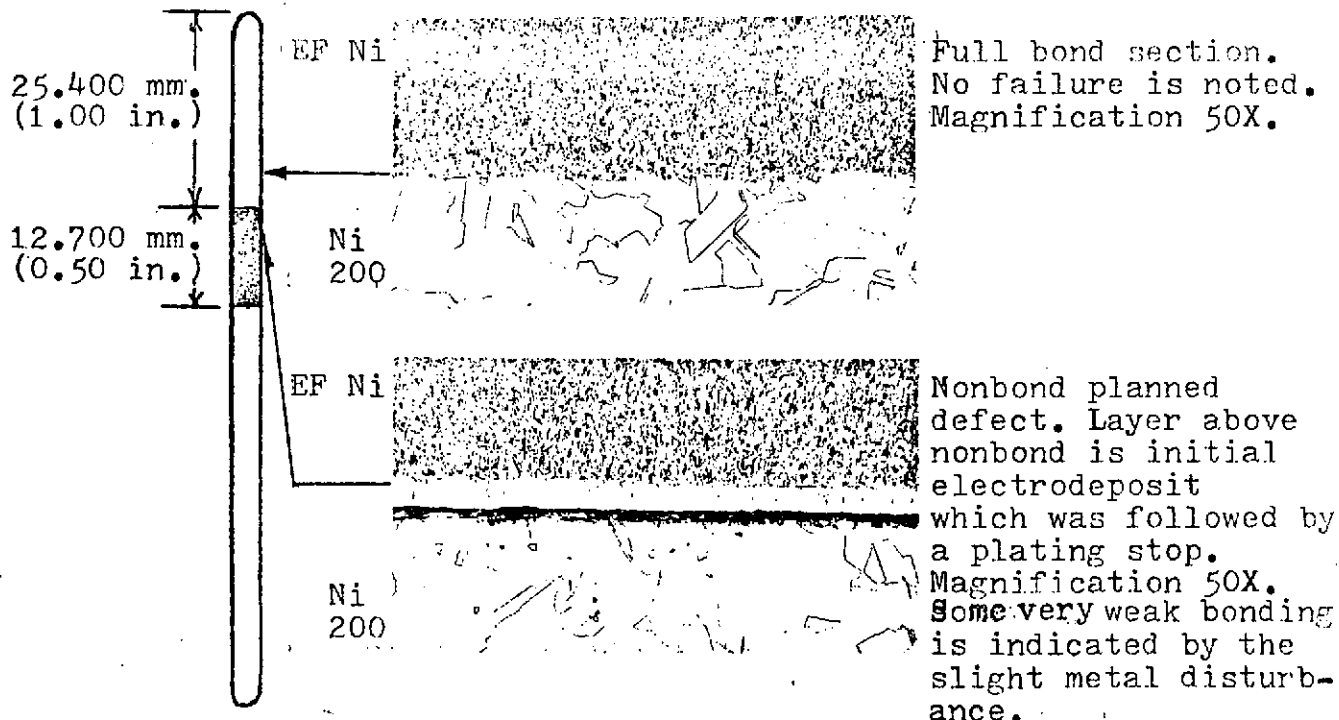 25.400 mm.
(1.00 in.)
12.700 mm.
(0.50 in.)
EF Ni
Ni
200
Full bond section.
No failure is noted.
Magnification 50X.
EF Ni
Ni
200
Nonbond planned
defect. Layer above
nonbond is initial
electrodeposit
which was followed by
a plating stop.
Magnification 50X.
Some very weak bonding
is indicated by the
slight metal disturb-
ance.